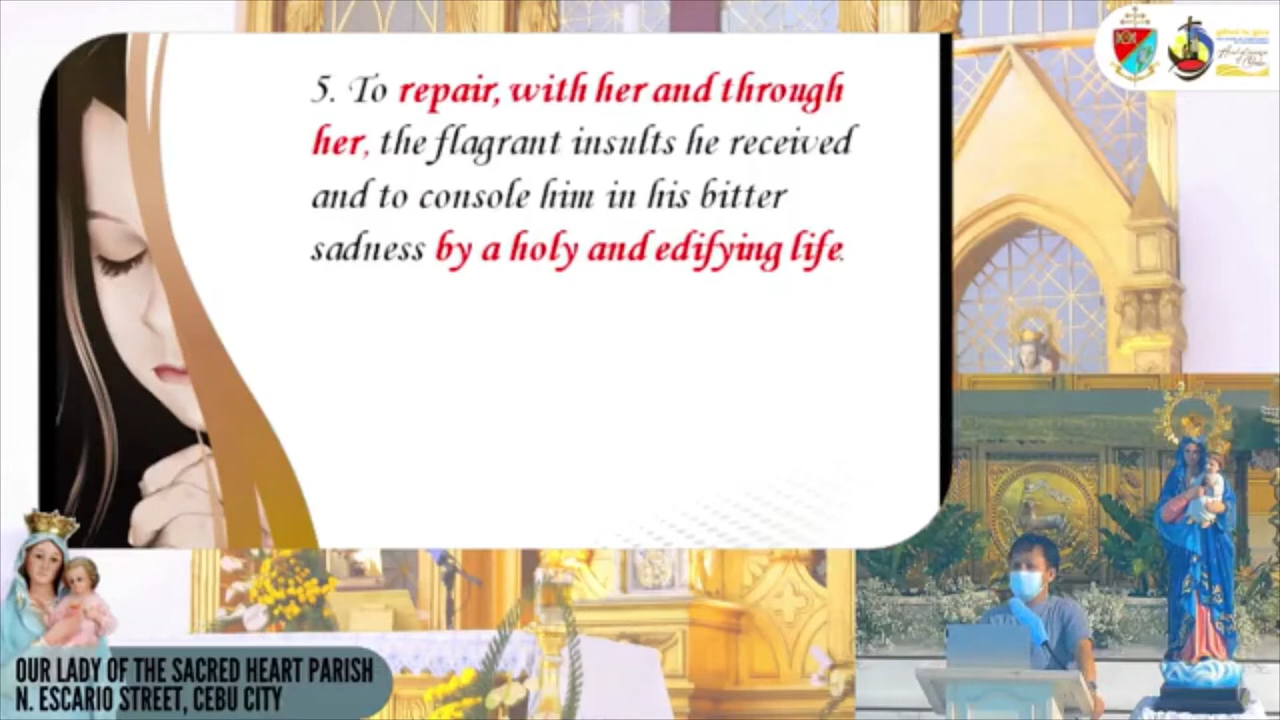 5. To repair, with her and through
her, the flagrant insults he received
and to console him in his bitter
sadness by a holy and edifying life.
OUR LADY OF THE SACRED HEART PARISH
N. ESCARIO STREET, CEBU CITY